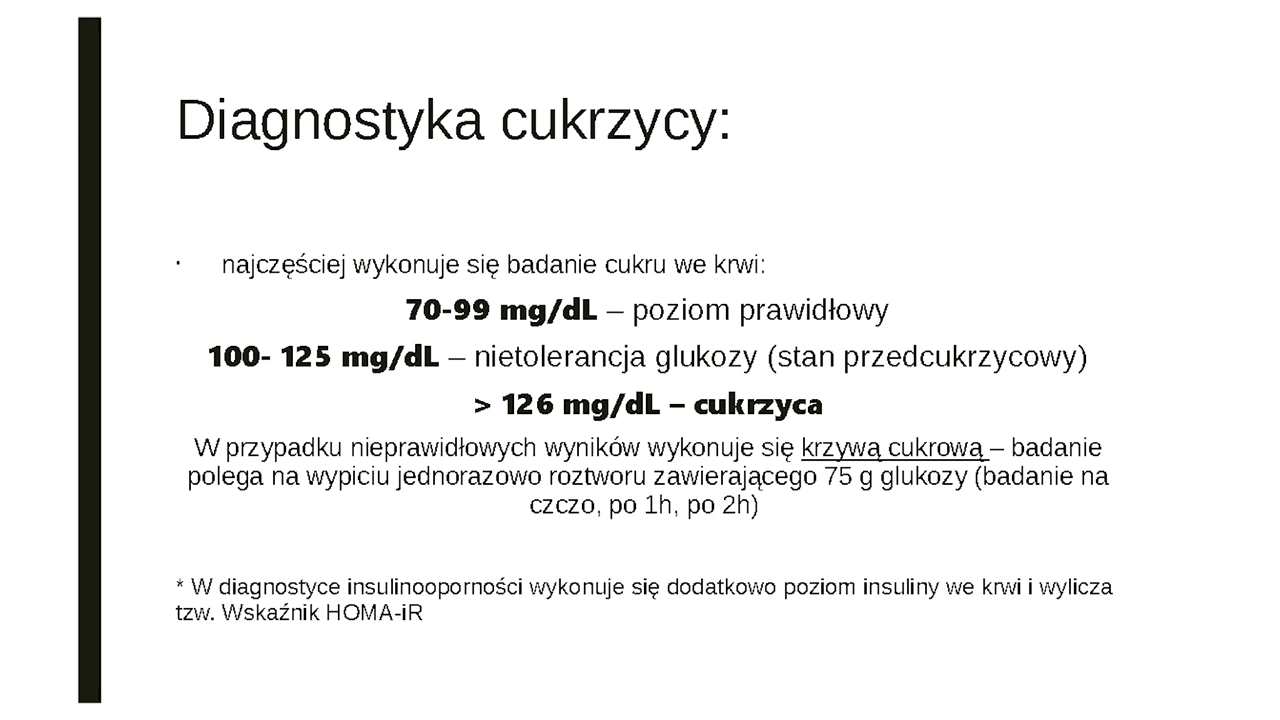 Diagnostyka cukrzycy:
· najczęściej wykonuje się badanie cukru we krwi:
70-99 mg/dL – poziom prawidłowy
100- 125 mg/dL – nietolerancja glukozy (stan przedcukrzycowy)
> 126 mg/dL – cukrzyca
W przypadku nieprawidłowych wyników wykonuje się krzywą cukrową – badanie
polega na wypiciu jednorazowo roztworu zawierającego 75 g glukozy (badanie na
czczo, po 1h, po 2h)
* W diagnostyce insulinooporności wykonuje się dodatkowo poziom insuliny we krwi i wylicza
tzw. Wskaźnik HOMA-iR